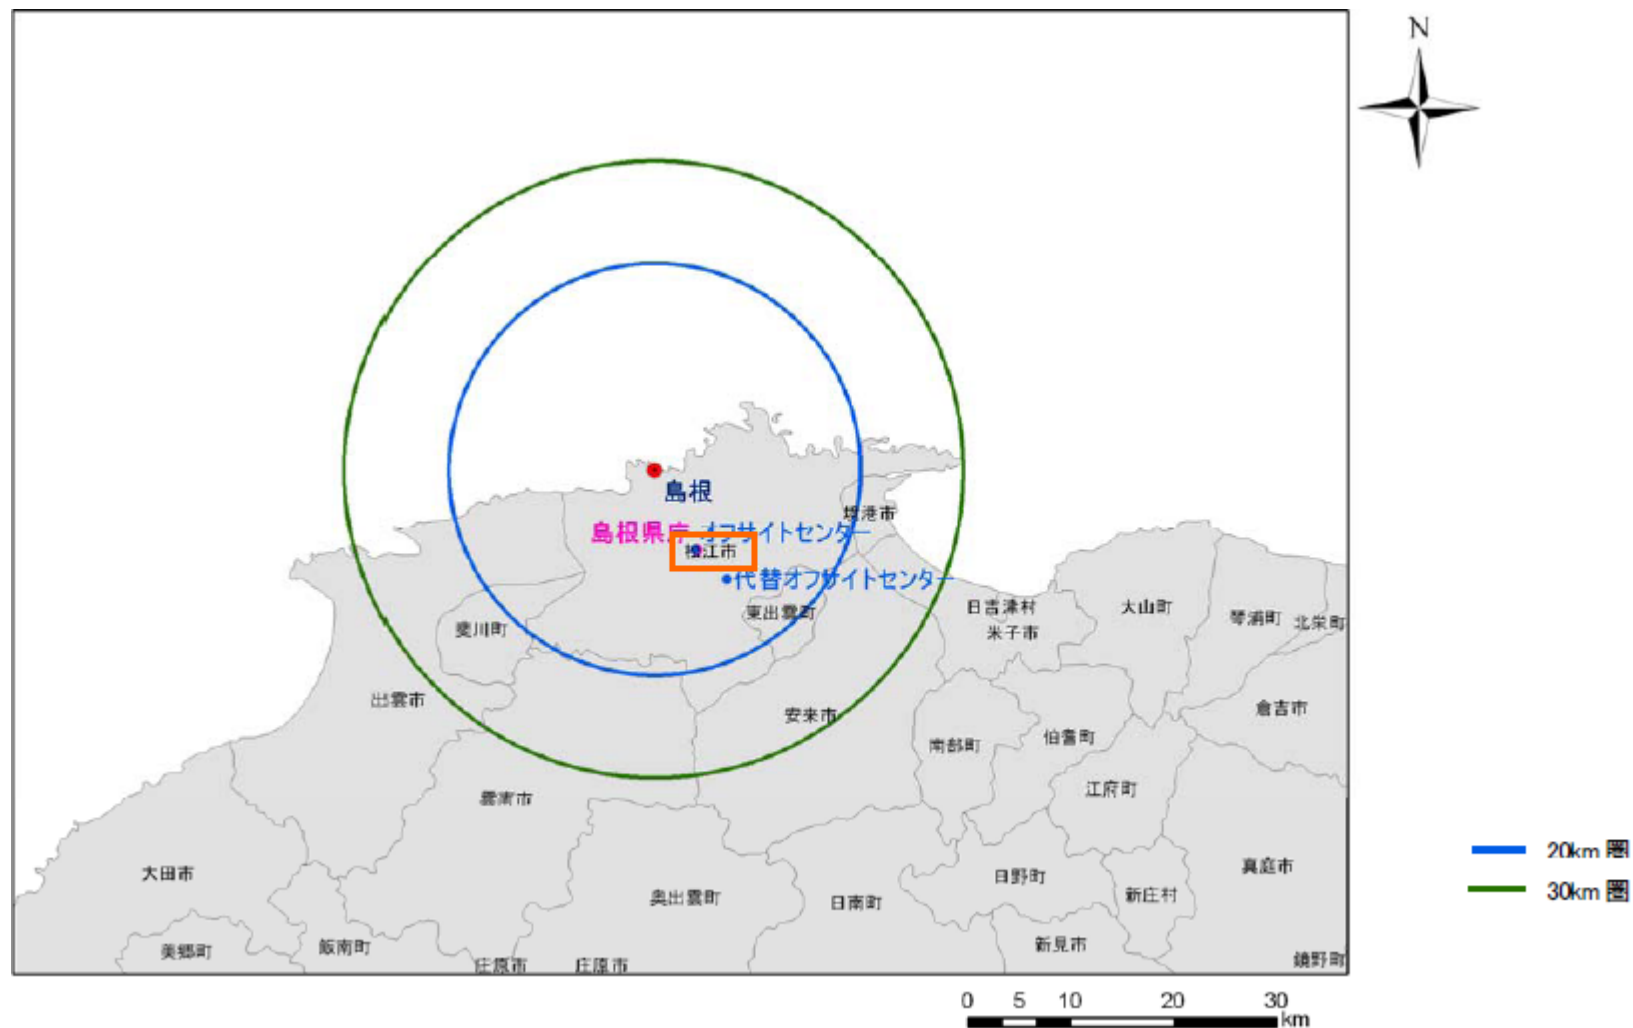 N
島根
島根県庁 オフサイトセンター
境港市
松江市
代替オフサイトセンター
東出雲町
日吉津村
米子市
大山町
琴浦町
北栄町
斐川町
出雲市
安来市
倉吉市
南部町
伯耆町
江府町
雲南市
大田市
奥出雲町
日南町
日野町
新庄村
真庭市
美郷町
飯南町
庄原市
庄原市
新見市
鏡野町
20km 圏
30km 圏
0 5 10 20 30
km